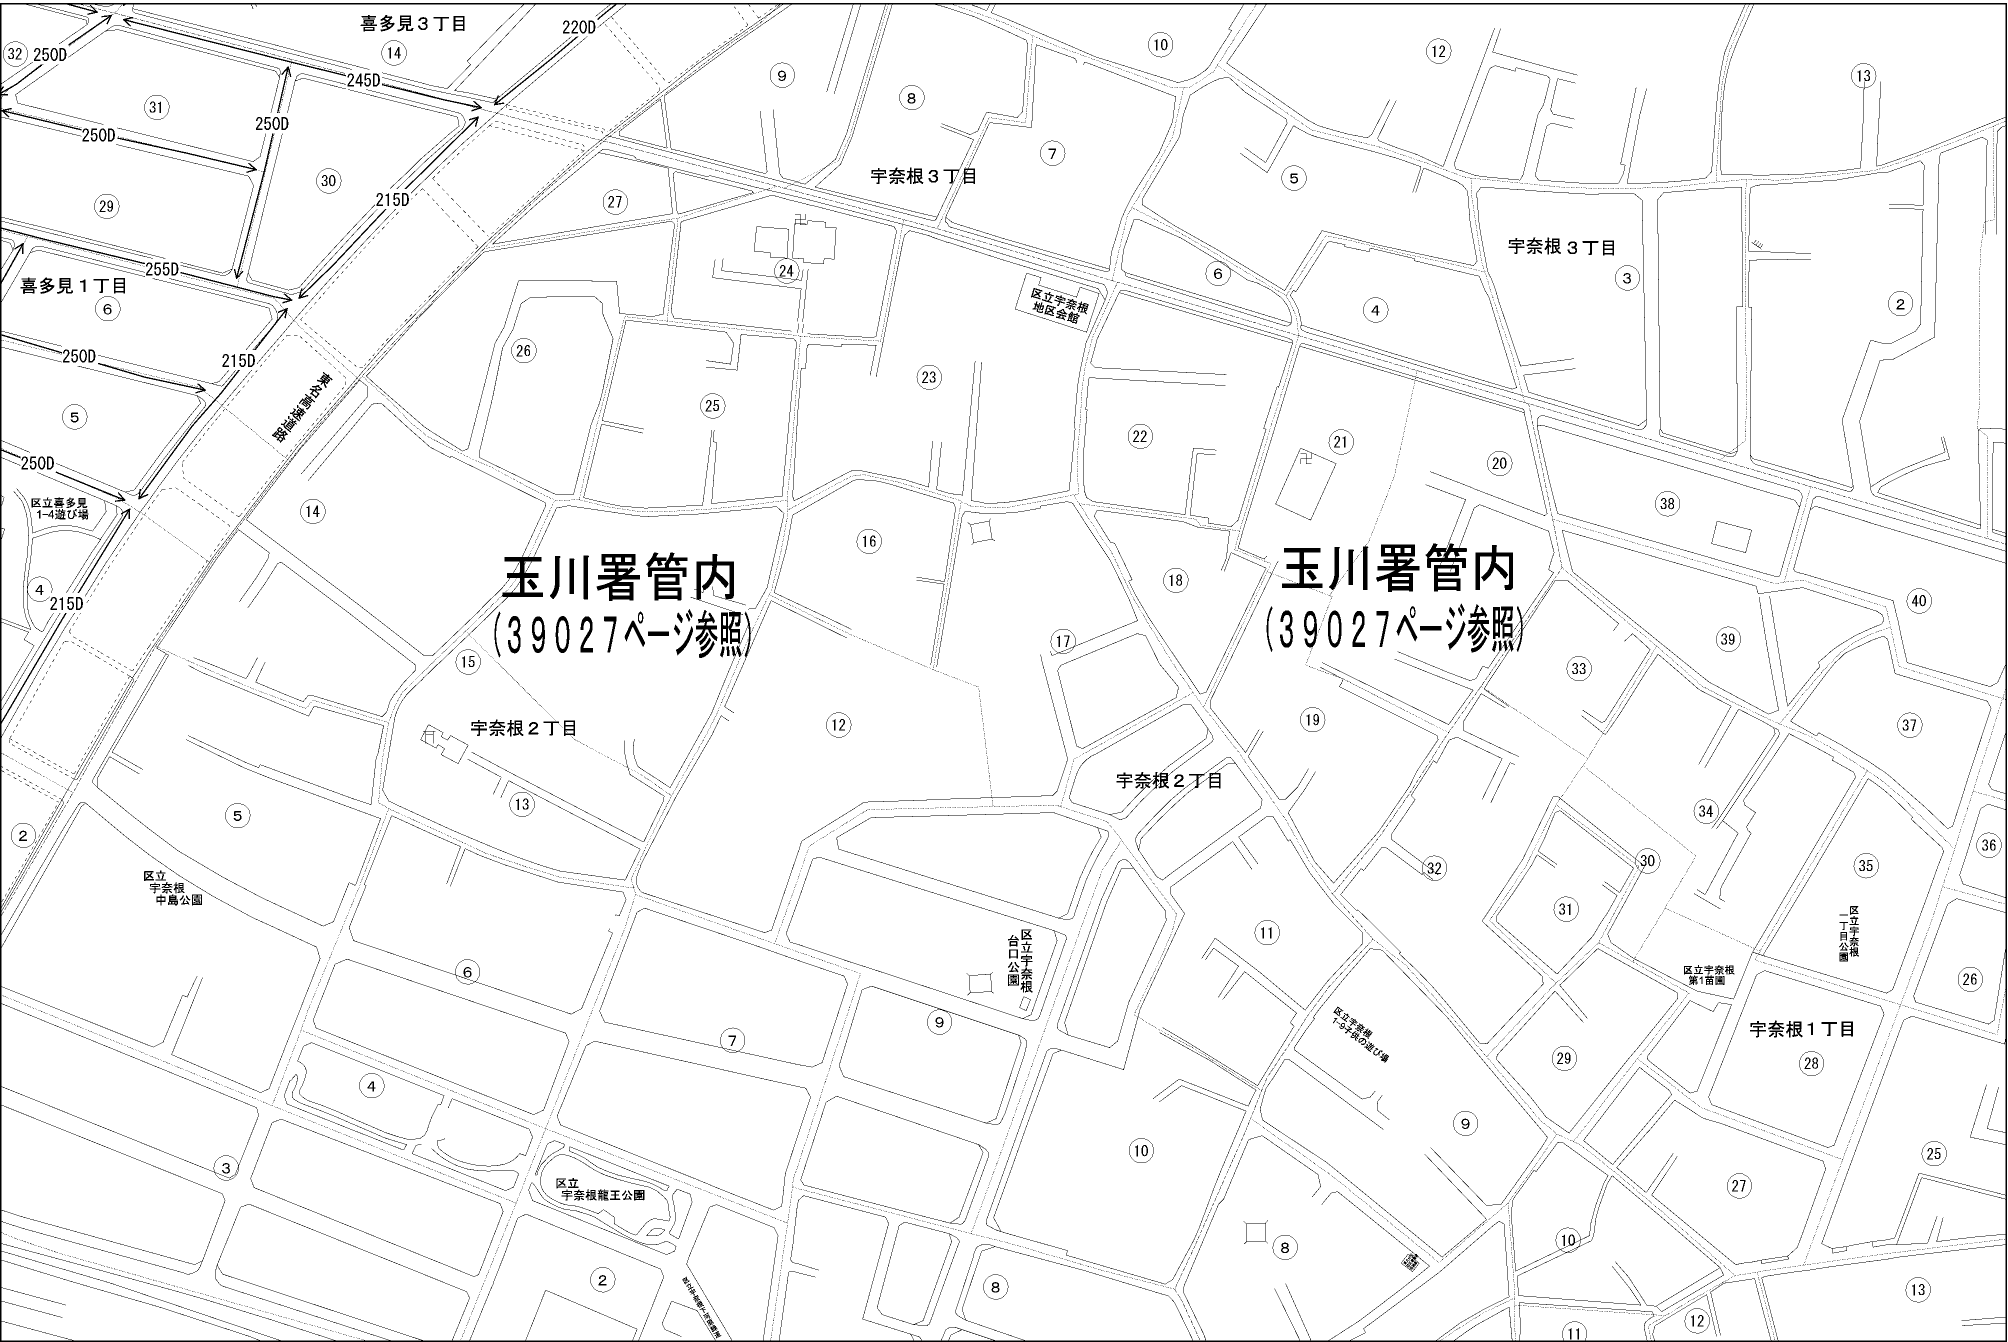 喜多見３丁目
220D
32
250D
14
245D
10
12
9
13
8
31
250D
250D
7
30
宇奈根３丁目
5
215D
27
29
宇奈根３丁目
255D
24
6
3
喜多見１丁目
6
区立宇奈根
地区会館
4
2
26
250D
215D
23
東名高速道路
25
5
22
21
20
250D
区立喜多見
1-4遊び場
14
38
16
玉川署管内
(３９０２７ページ参照)
玉川署管内
(３９０２７ページ参照)
18
4
215D
40
17
39
15
33
宇奈根２丁目
12
19
37
宇奈根２丁目
13
34
5
2
36
30
35
32
区立
宇奈根
中島公園
31
区立宇奈根
一丁目公園
11
区立宇奈根
台口公園
6
区立宇奈根
第1苗圃
26
9
区立宇奈根
1-9子供の遊び場
宇奈根１丁目
7
29
28
4
9
10
25
3
区立
宇奈根龍王公園
27
10
8
2
8
13
12
11